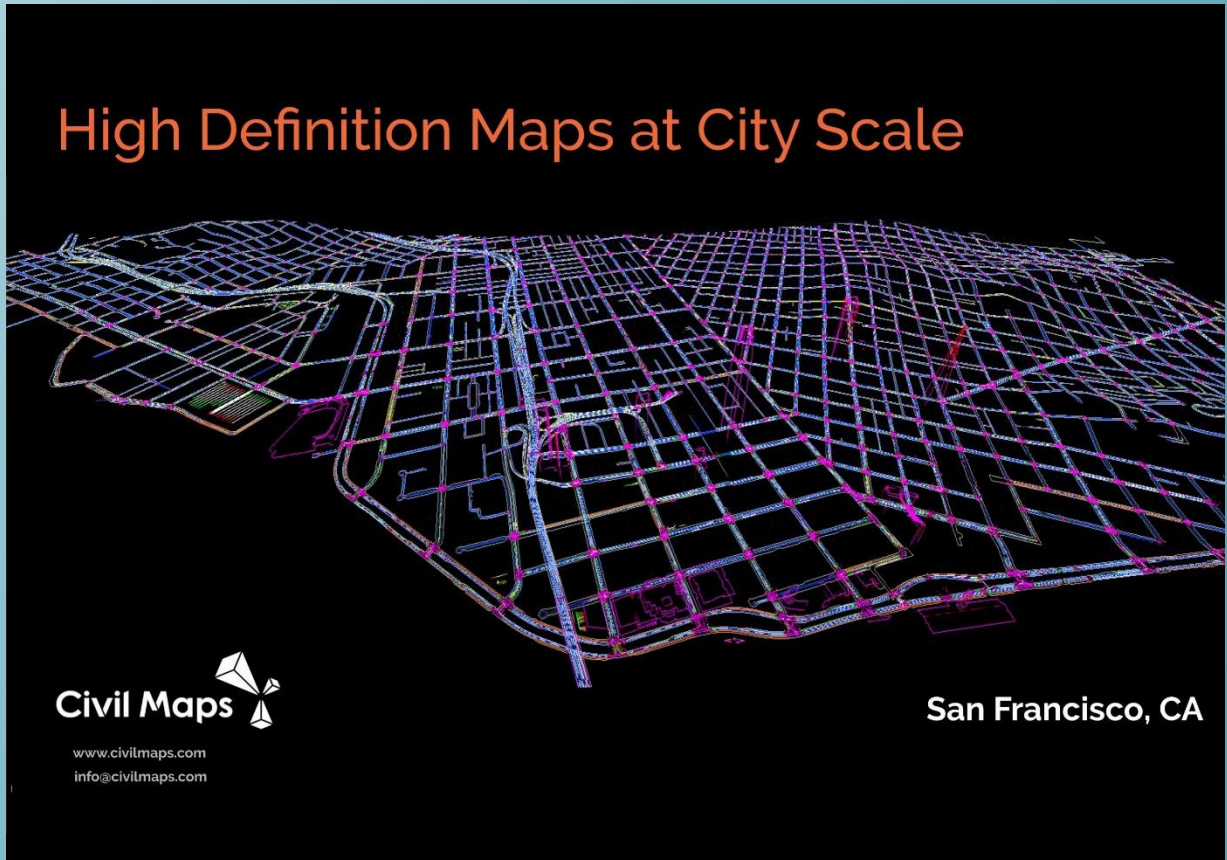 High Definition Maps at City Scale
Civil Maps
San Francisco, CA
www.civilmaps.com
info@civilmaps.com